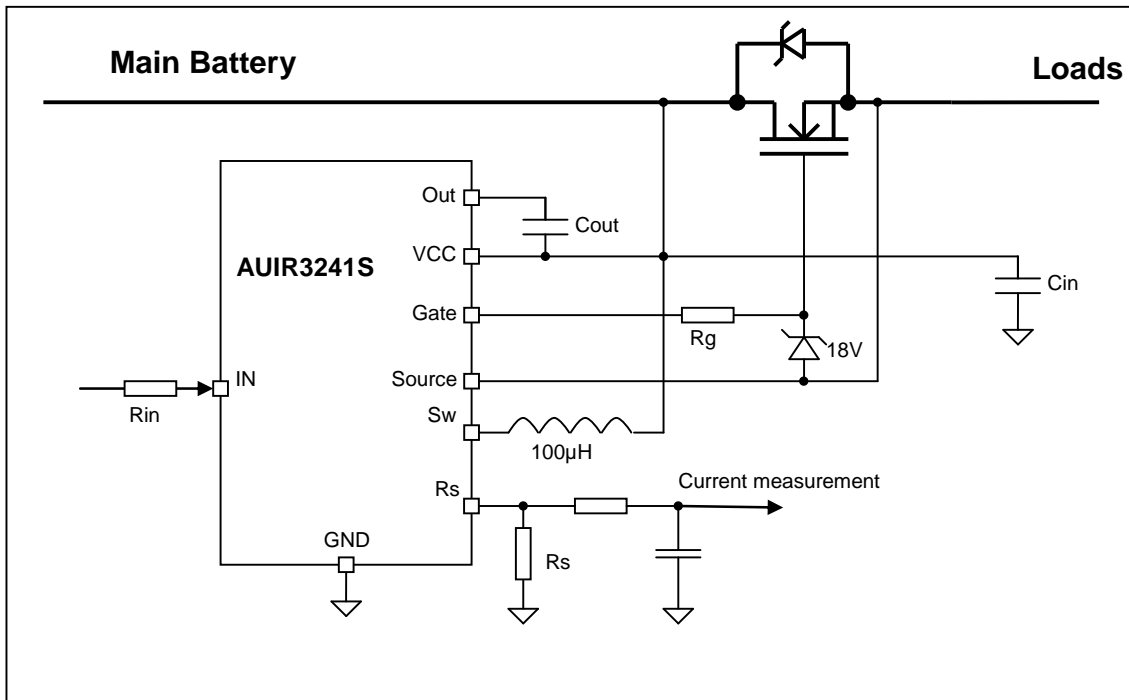 Main Battery
Loads
Out
Cout
VCC
AUIR3241S
Cin
Gate
Rg
18V
IN
Source
Rin
Sw
100µH
Rs
Current measurement
GND
Rs